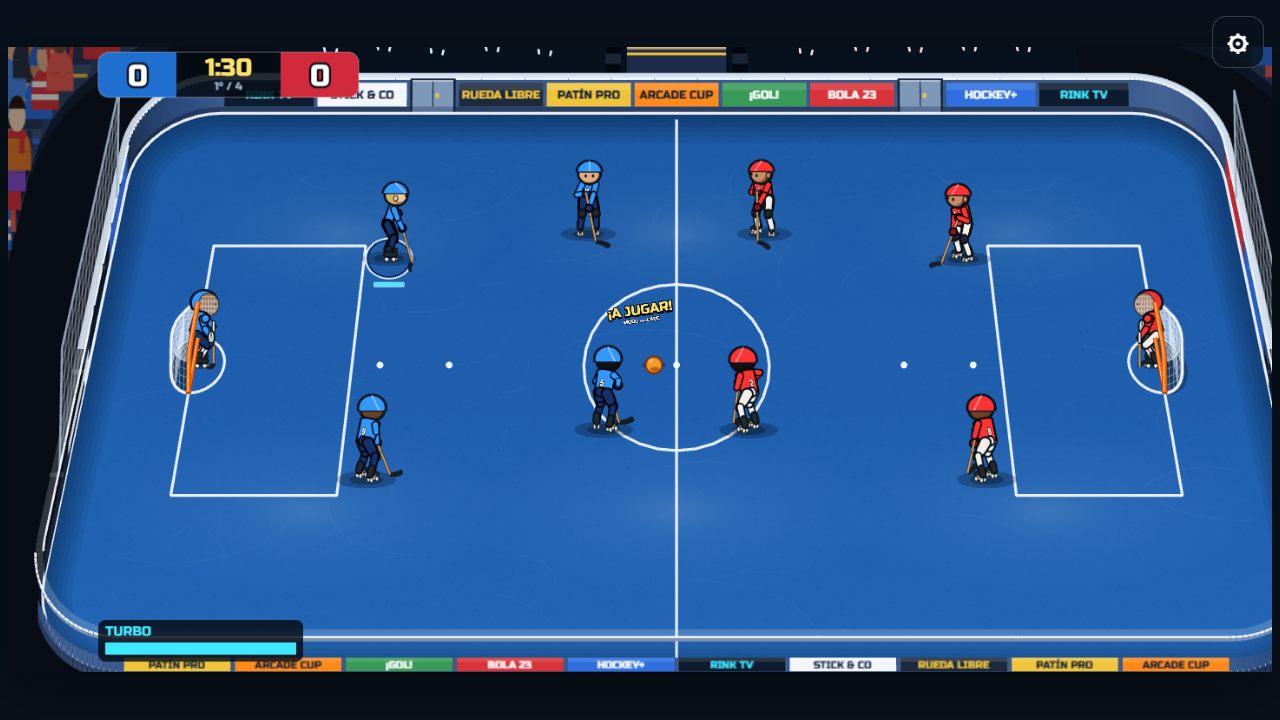 0
1:30
1º / 4
0
STICK & CO
RUEDA LIBRE
PATÍN PRO
ARCADE CUP
¡GOL!
BOLA 23
HOCKEY+
RINK TV
¡A JUGAR!
TURBO
PATÍN PRO
ARCADE CUP
¡GOL!
BOLA 23
HOCKEY+
RINK TV
STICK & CO
RUEDA LIBRE
PATÍN PRO
ARCADE CUP